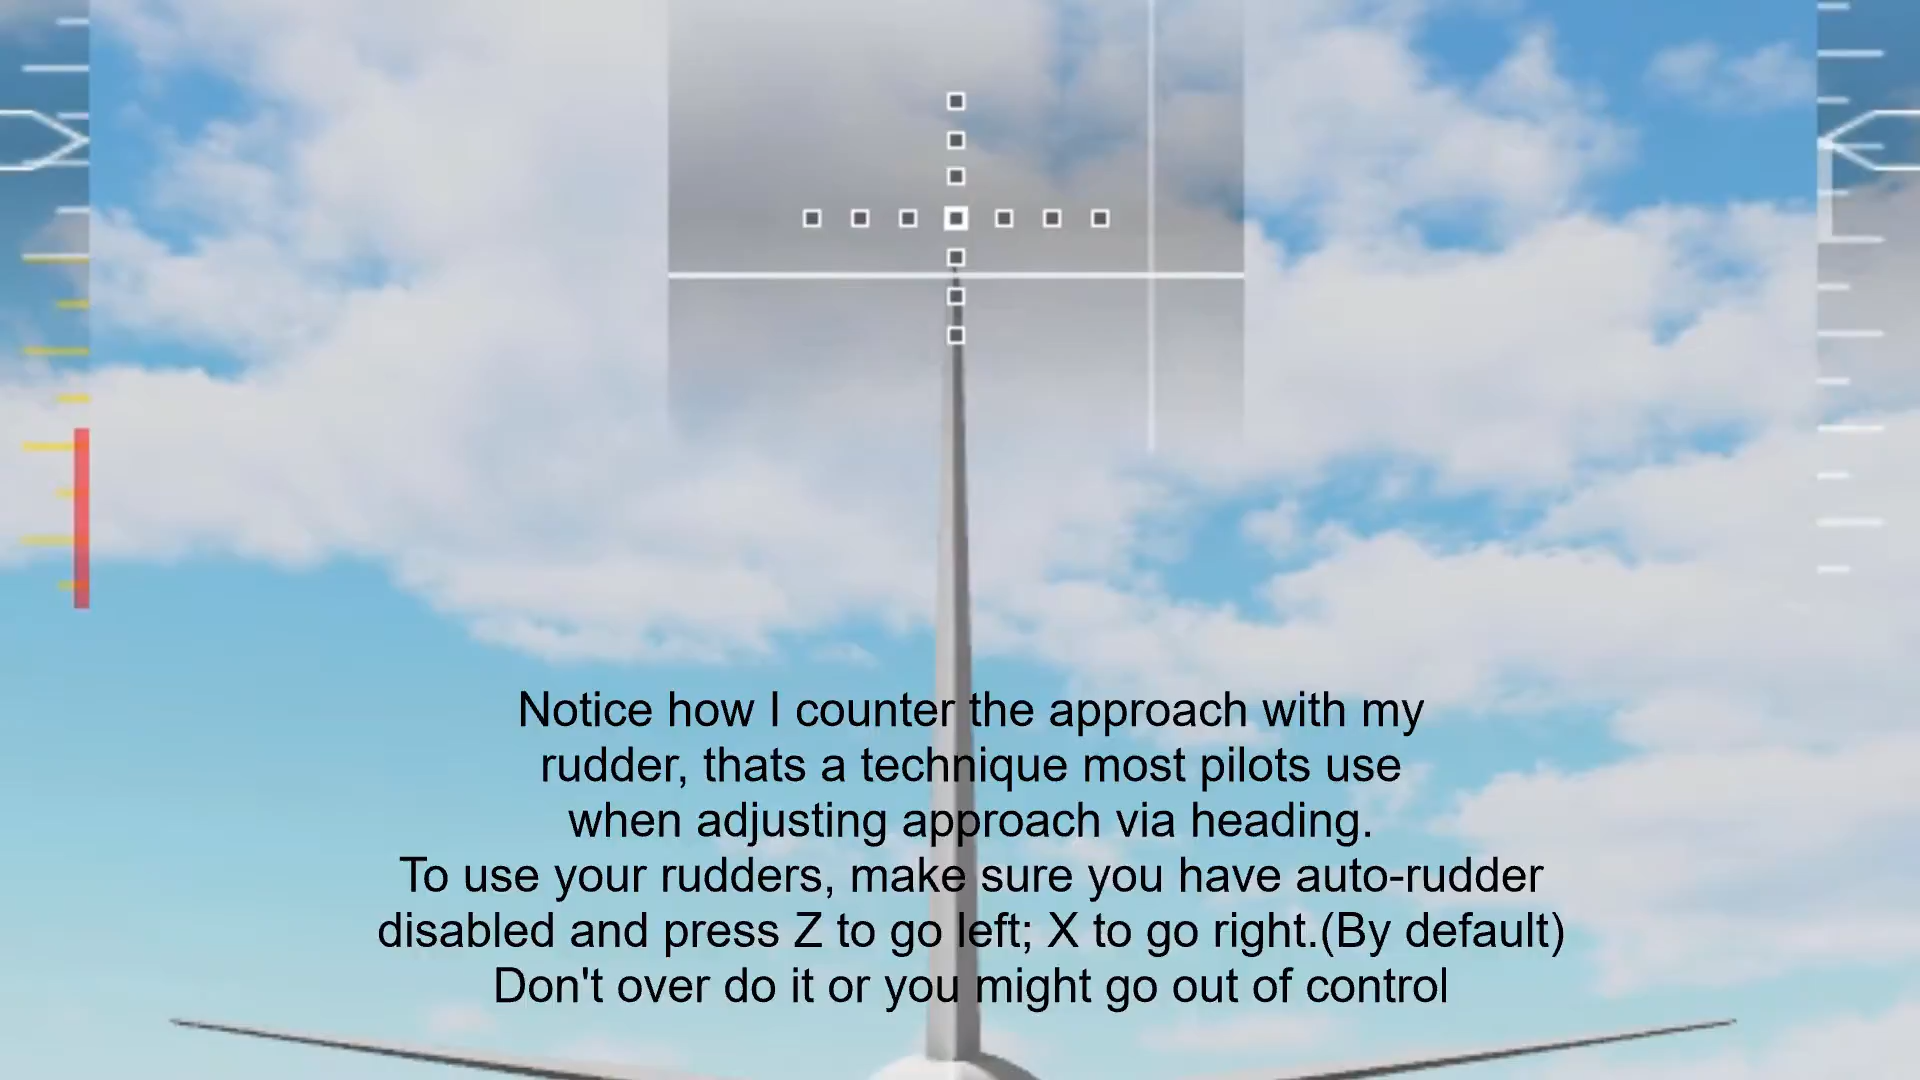 Notice how I counter the approach with my
rudder, thats a technique most pilots use
when adjusting approach via heading.
To use your rudders, make sure you have auto-rudder
disabled and press Z to go left; X to go right.(By default)
Don't over do it or you might go out of control